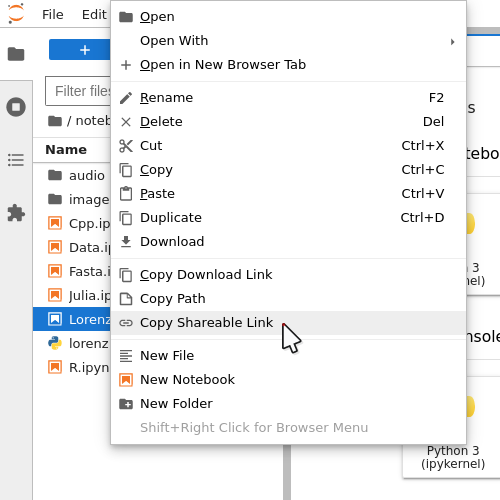 File Edit
Filter files
/ noteb
Name
audio
image
Cpp.ip
Data.ip
Fasta.i
Julia.ip
Lorenz
lorenz
R.ipyn
Open
Open With
Open in New Browser Tab
Rename F2
Delete Del
Cut Ctrl+X
Copy Ctrl+C
Paste Ctrl+V
Duplicate Ctrl+D
Download
Copy Download Link
Copy Path
Copy Shareable Link
New File
New Notebook
New Folder
Shift+Right Click for Browser Menu
s
tebo
3
nel)
nsole
Python 3
(ipykernel)